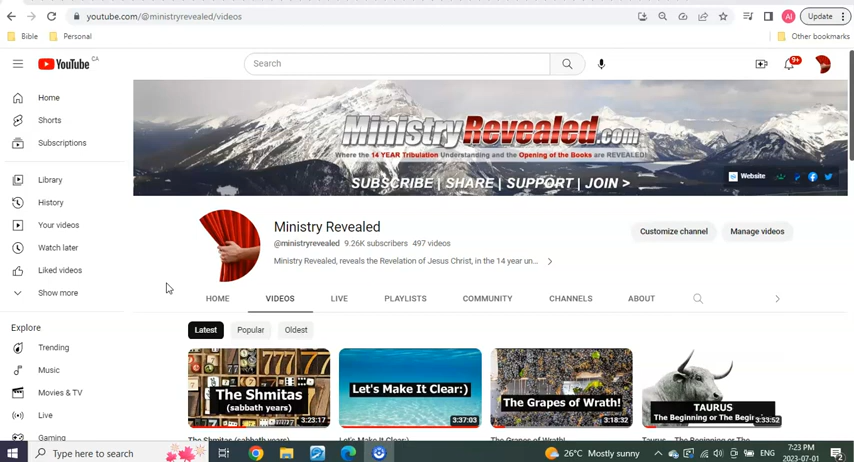 youtube.com/@ministryrevealed/videos
AI
Update
Bible
Personal
Other bookmarks
YouTube CA
Search
9+
Home
Shorts
Subscriptions
Library
History
Your videos
Watch later
Liked videos
Show more
Explore
Trending
Music
Movies & TV
Live
Gaming
MinistryRevealed.com
Where the 14 YEAR Tribulation Understanding and the Opening of the Books are REVEALED!
SUBSCRIBE | SHARE | SUPPORT | JOIN >
Website
Ministry Revealed
@ministryrevealed 9.26K subscribers 497 videos
Ministry Revealed, reveals the Revelation of Jesus Christ, in the 14 year un...
Customize channel
Manage videos
HOME
VIDEOS
LIVE
PLAYLISTS
COMMUNITY
CHANNELS
ABOUT
Latest
Popular
Oldest
The Shmitas
(sabbath years)
3:23:17
Let's Make It Clear:)
3:37:03
The Grapes of Wrath!
3:18:32
TAURUS
3:33:52
Type here to search
26°C Mostly sunny
ENG
7:23 PM
2023-07-01
2